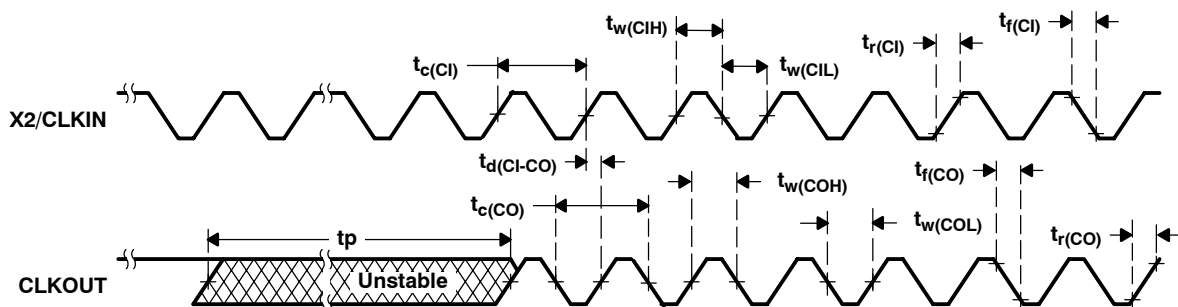 tw(CIH)
tf(CI)
tr(CI)
tc(CI)
tw(CIL)
X2/CLKIN
td(CI-CO)
tf(CO)
tw(COH)
tc(CO)
tw(COL)
tr(CO)
tp
Unstable
CLKOUT